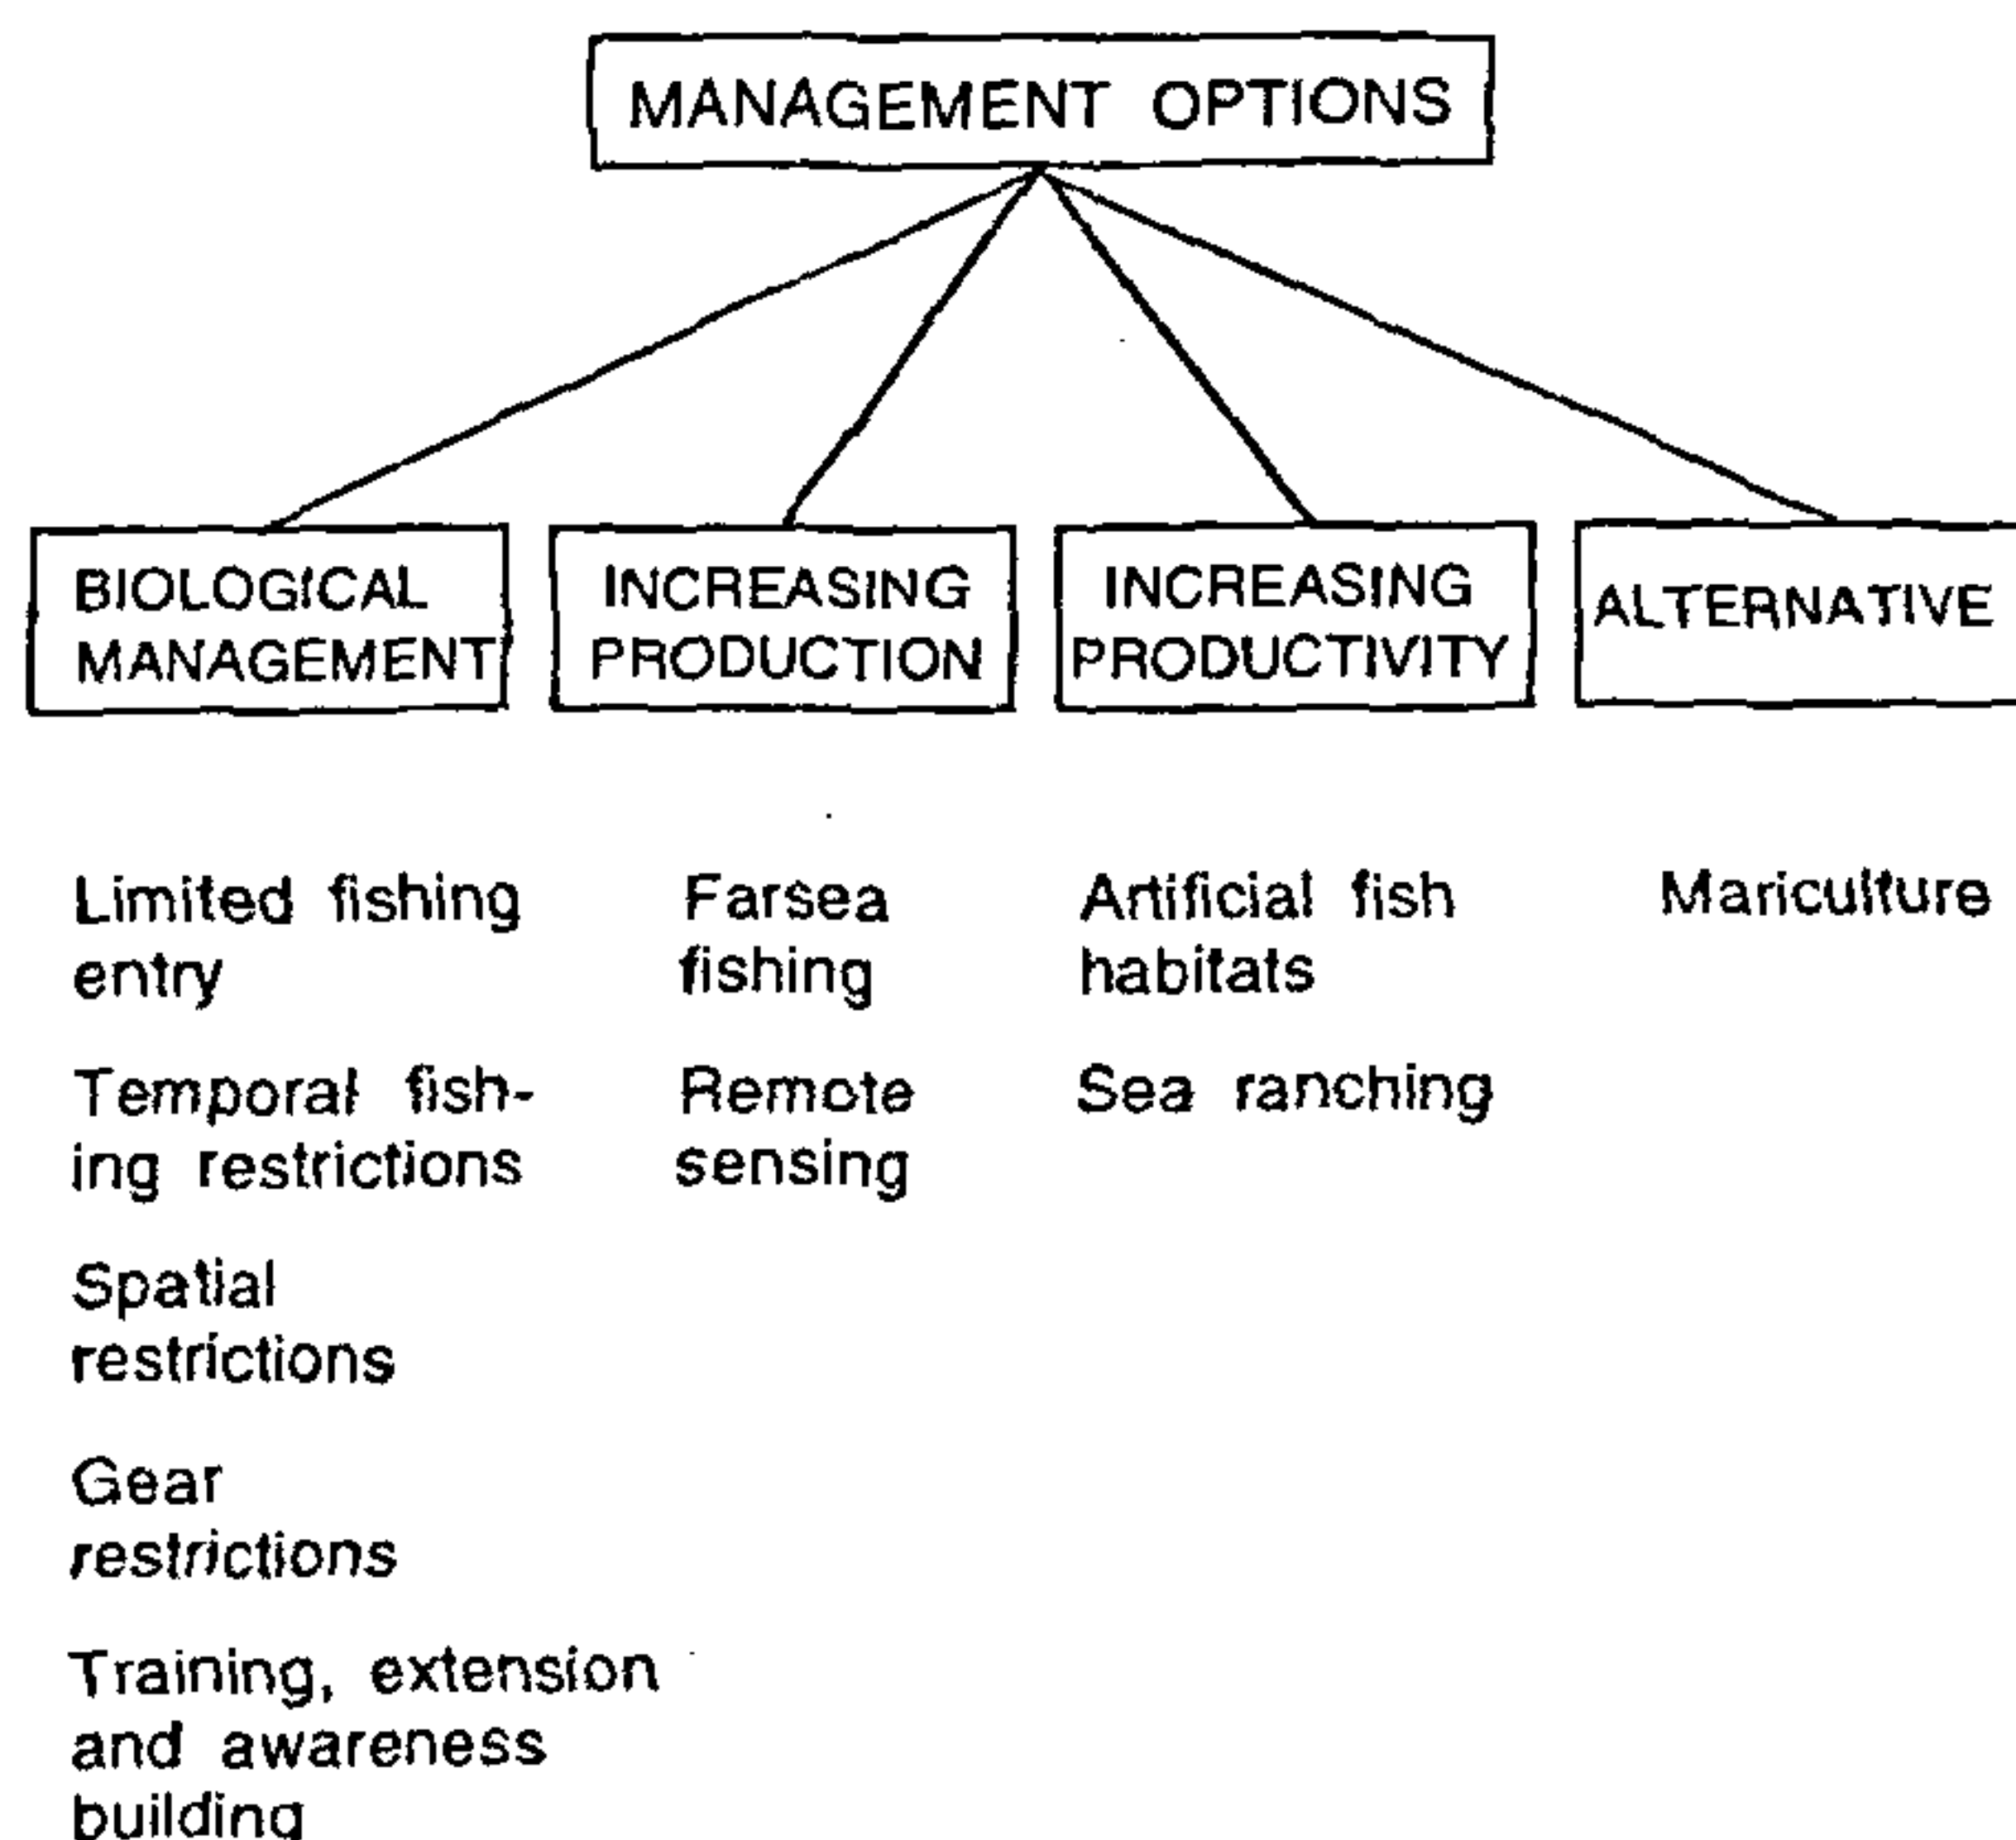 MANAGEMENT OPTIONS
BIOLOGICAL
MANAGEMENT
INCREASING
PRODUCTION
INCREASING
PRODUCTIVITY
ALTERNATIVE
Limited fishing
entry
Temporal fish-
ing restrictions
Spatial
restrictions
Gear
restrictions
Training, extension
and awareness
building
Farsea
fishing
Remote
sensing
Artificial fish
habitats
Sea ranching
Mariculture